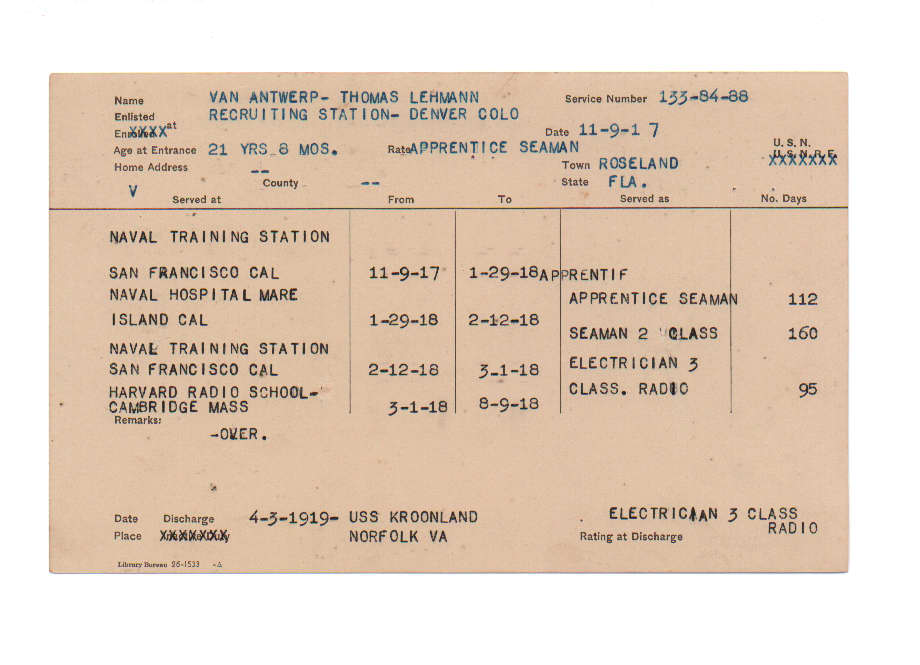 Name VAN ANTWERP- THOMAS LEHMANN Service Number 133-84-88
Enlisted RECRUITING STATION- DENVER COLO
Enrolled at Date 11-9-17
Age at Entrance 21 YRS 8 MOS. Rate APPRENTICE SEAMAN U. S. N.
U. S. N. R. F.
Home Address -- Town ROSELAND
County -- State FLA.
V
Served at From To Served as No. Days
NAVAL TRAINING STATION
SAN FRANCISCO CAL 11-9-17 1-29-18 APPRENTIF
NAVAL HOSPITAL MARE APPRENTICE SEAMAN 112
ISLAND CAL 1-29-18 2-12-18
SEAMAN 2 CLASS 160
NAVAL TRAINING STATION
SAN FRANCISCO CAL 2-12-18 3-1-18 ELECTRICIAN 3
HARVARD RADIO SCHOOL- CLASS. RADIO 95
CAMBRIDGE MASS 3-1-18 8-9-18
Remarks:
-OVER.
Date Discharge 4-3-1919- USS KROONLAND ELECTRICIAN 3 CLASS
RADIO
Place NORFOLK VA Rating at Discharge
Library Bureau 26-1533